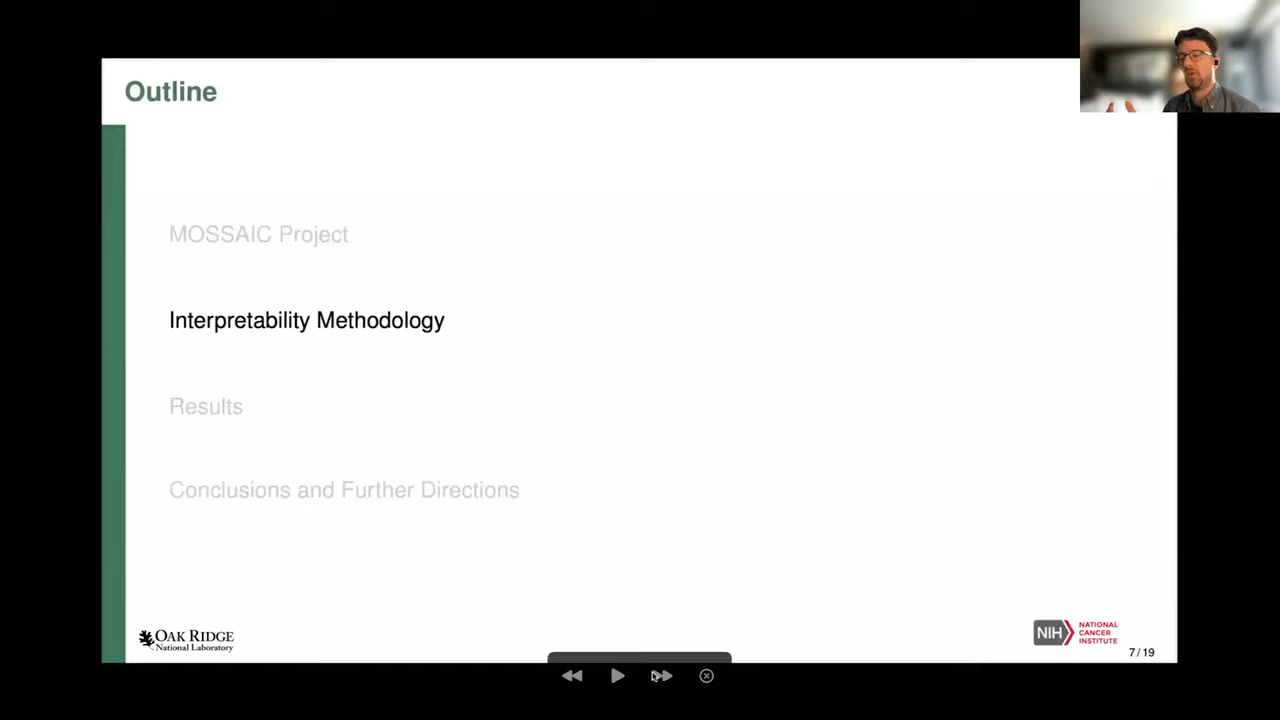 Outline
MOSSAIC Project
Interpretability Methodology
Results
Conclusions and Further Directions
OAK RIDGE
National Laboratory
NIH
NATIONAL
CANCER
INSTITUTE
7/19